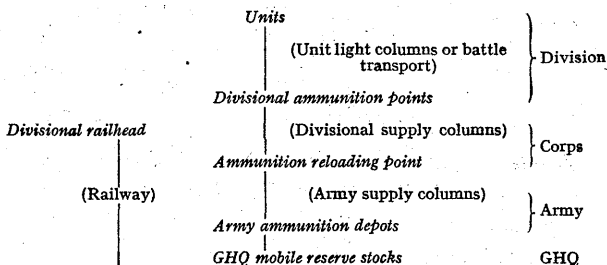 Units
(Unit light columns or battle
transport)
Division
Divisional ammunition points
Divisional railhead
(Divisional supply columns)
Corps
Ammunition reloading point
(Railway)
(Army supply columns)
Army
Army ammunition depots
GHQ mobile reserve stocks
GHQ